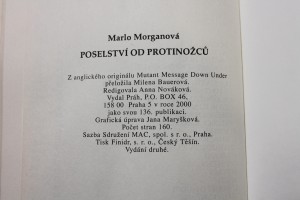 Marlo Morganová
POSELSTVÍ OD PROTINOŽCŮ
Z anglického originálu Mutant Message Down Under
přeložila Milena Bauerová.
Redigovala Anna Nováková.
Vydal Práh, P.O. BOX 46,
158 00 Praha 5 v roce 2000
jako svou 136. publikaci.
Grafická úprava Jana Maryšková.
Počet stran 160.
Sazba Sdružení MAC, spol. s r. o., Praha.
Tisk Finidr, s. r. o., Český Těšín.
Vydání druhé.